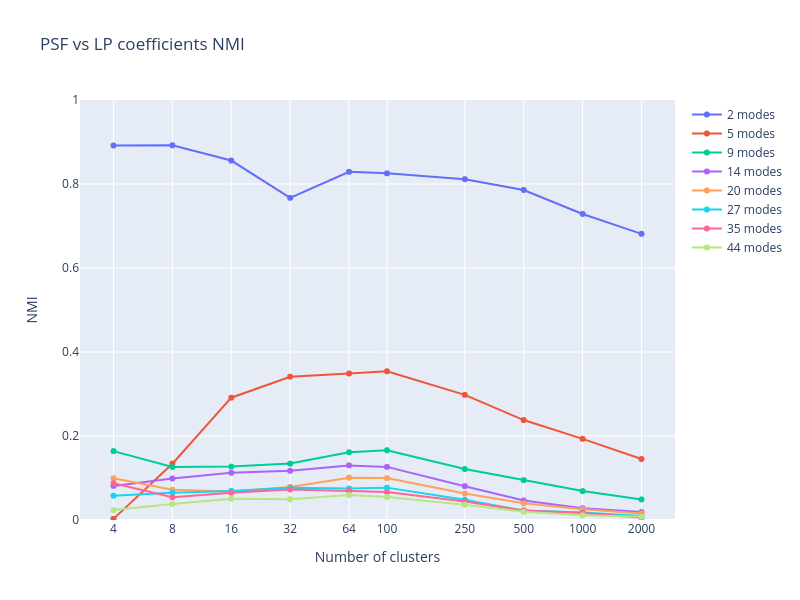 PSF vs LP coefficients NMI
1
0.8
0.6
0.4
0.2
0
NMI
4 8 16 32 64 100 250 500 1000 2000
Number of clusters
2 modes
5 modes
9 modes
14 modes
20 modes
27 modes
35 modes
44 modes